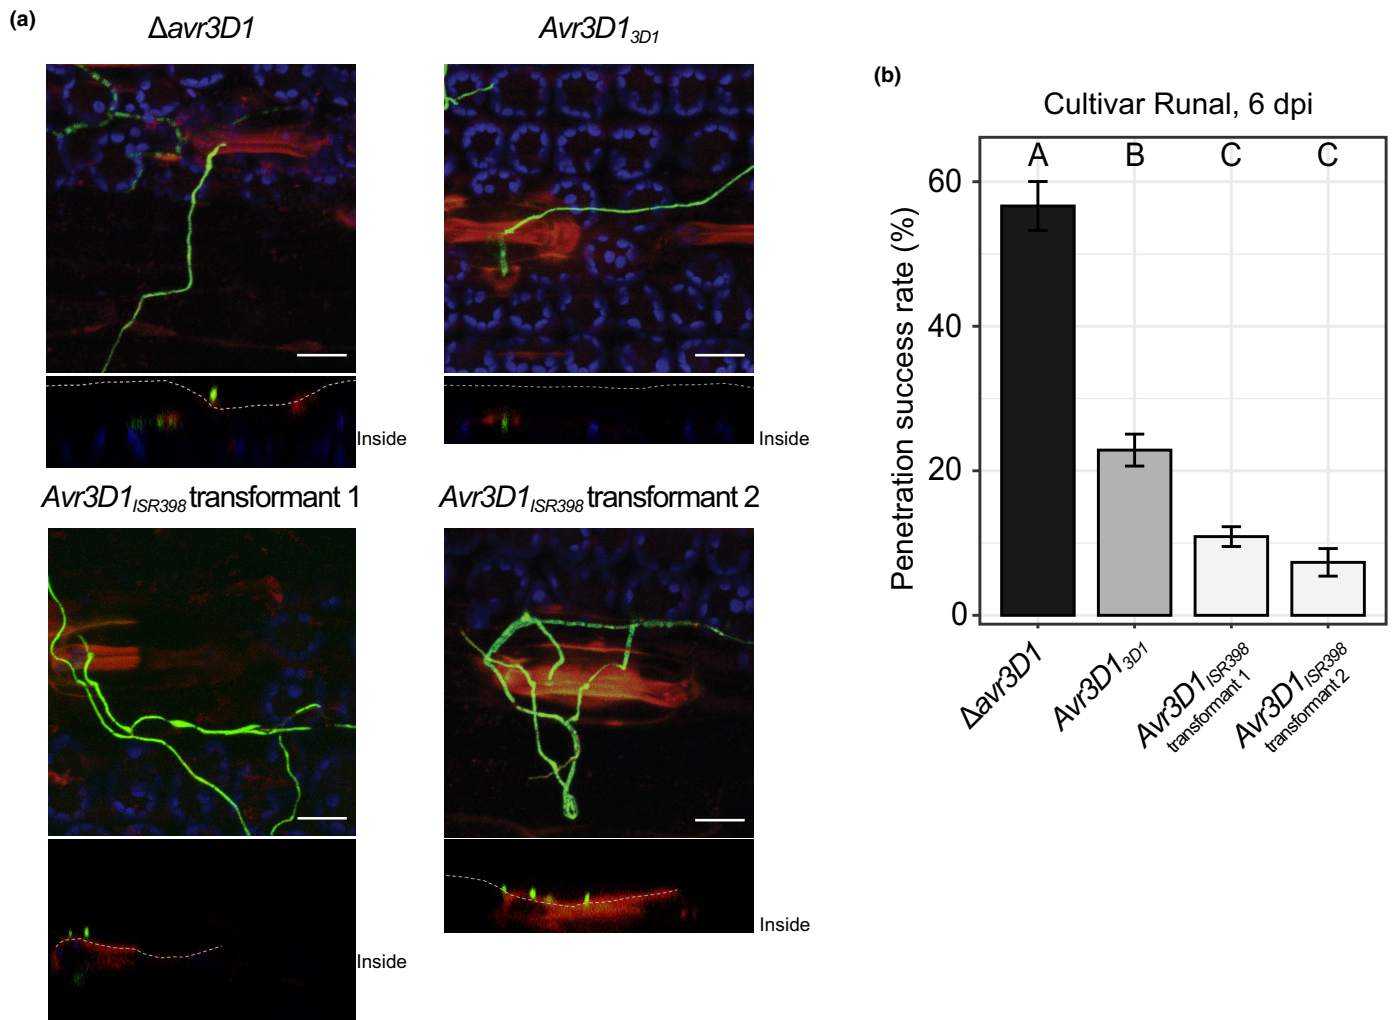 (a)
Δavr3D1
Avr3D13D1
Inside
Inside
Avr3D1ISR398 transformant 1
Avr3D1ISR398 transformant 2
Inside
Inside
(b)
Cultivar Runal, 6 dpi
A B C C
Penetration success rate (%)
60
40
20
0
Δavr3D1
Avr3D13D1
Avr3D1ISR398
transformant 1
Avr3D1ISR398
transformant 2